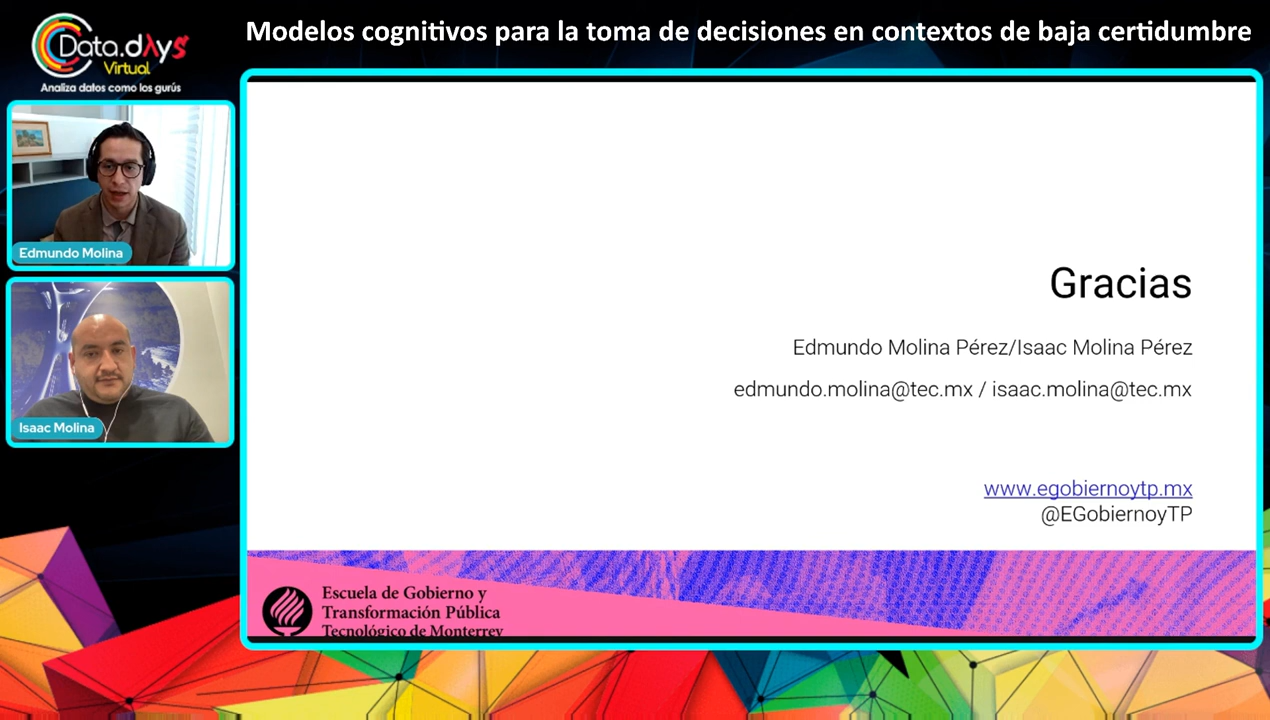 Modelos cognitivos para la toma de decisiones en contextos de baja certidumbre
Data.dAys
Virtual
Analiza datos como los gurús
Edmundo Molina
Isaac Molina
Gracias
Edmundo Molina Pérez/Isaac Molina Pérez
edmundo.molina@tec.mx / isaac.molina@tec.mx
www.egobiernoytp.mx
@EGobiernoyTP
Escuela de Gobierno y
Transformación Pública
Tecnológico de Monterrey